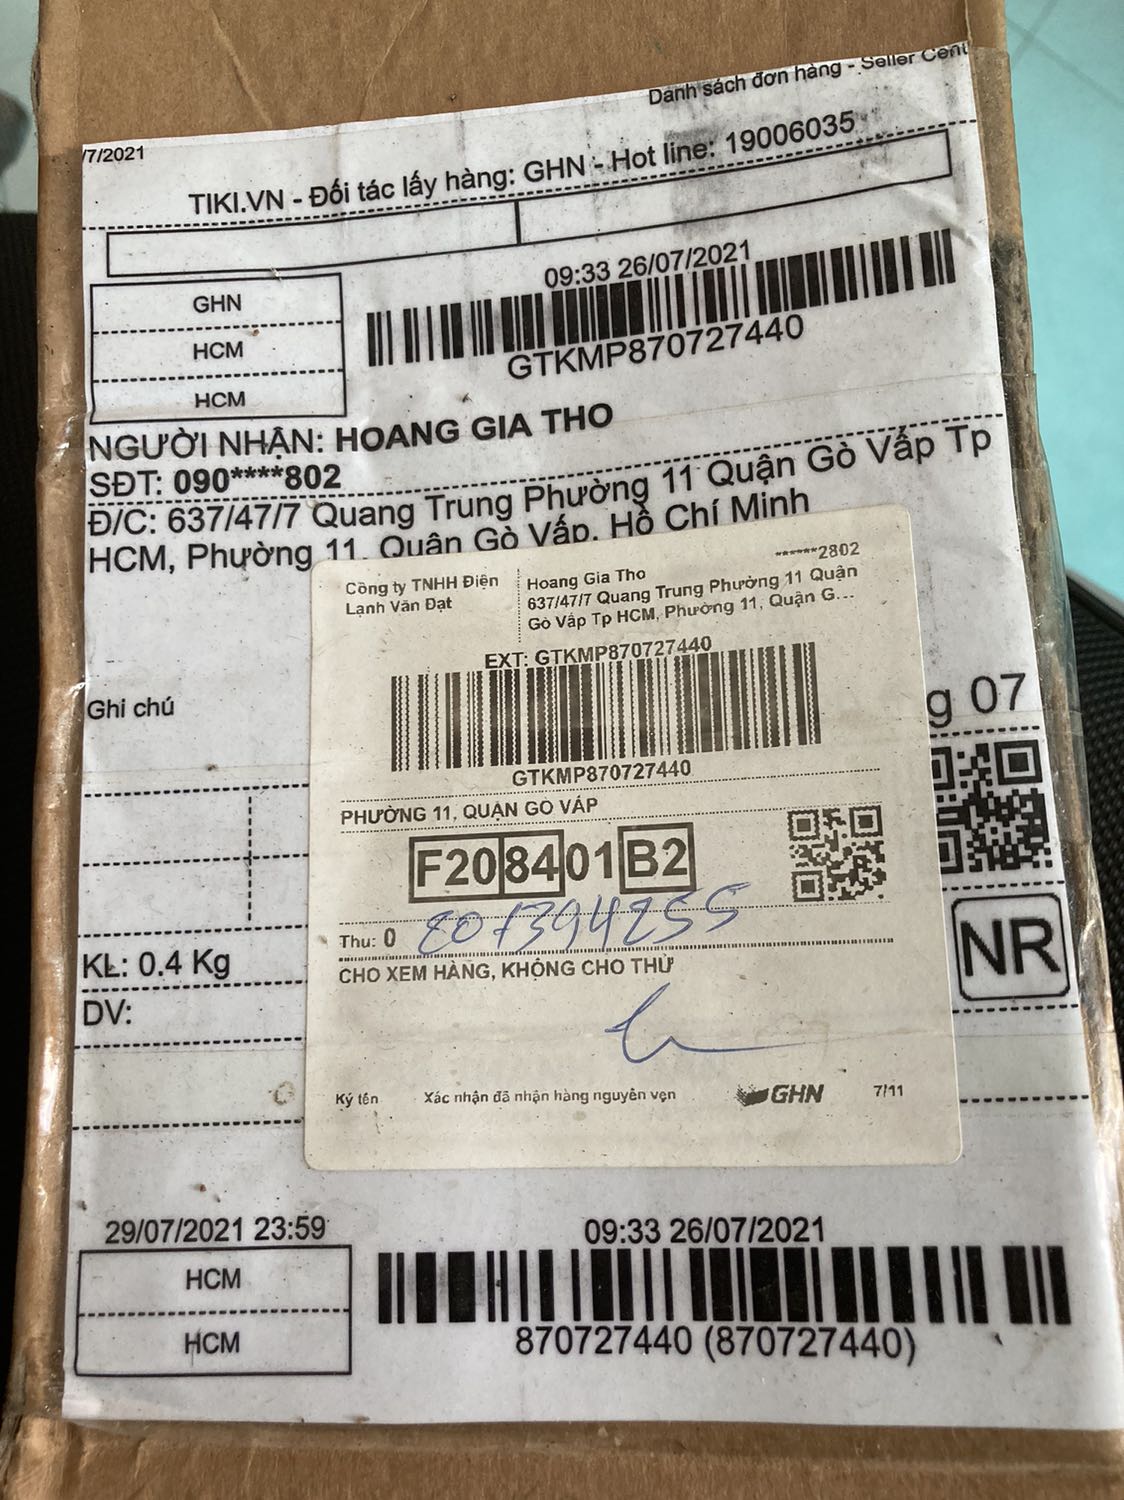 Danh sách đơn hàng - Seller Cent
/7/2021
TIKI.VN - Đối tác lấy hàng: GHN - Hot line: 19006035
09:33 26/07/2021
GHN
HCM
HCM
GTKMP870727440
NGƯỜI NHẬN: HOANG GIA THO
SĐT: 090****802
Đ/C: 637/47/7 Quang Trung Phường 11 Quận Gò Vấp Tp
HCM, Phường 11, Quận Gò Vấp, Hồ Chí Minh
******2802
Công ty TNHH Điện
Lạnh Văn Đạt
Hoang Gia Tho
637/47/7 Quang Trung Phường 11 Quận
Gò Vấp Tp HCM, Phường 11, Quận G...
EXT: GTKMP870727440
GTKMP870727440
Ghi chú
g 07
PHƯỜNG 11, QUẬN GÒ VẤP
F20 84 01 B2
Thu: 0
CHO XEM HÀNG, KHÔNG CHO THỬ
NR
KL: 0.4 Kg
DV:
Ký tên
Xác nhận đã nhận hàng nguyên vẹn
GHN
7/11
29/07/2021 23:59
09:33 26/07/2021
HCM
HCM
870727440 (870727440)